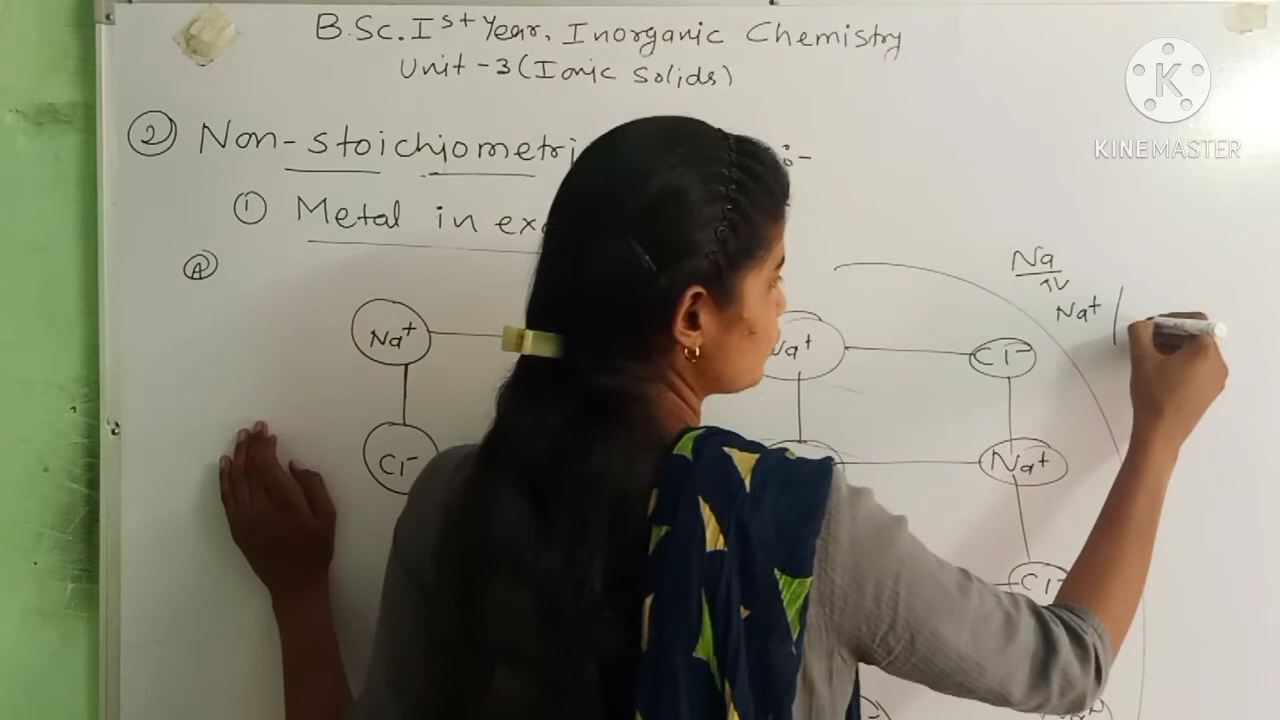 B.Sc. Ist Year, Inorganic Chemistry
Unit-3 (Ionic Solids)
② Non-stoichiometri
① Metal in exc
Ⓐ
Na
Na+
Na+
Na+
Cl-
Cl-
Na+
Cl-
K
KINEMASTER